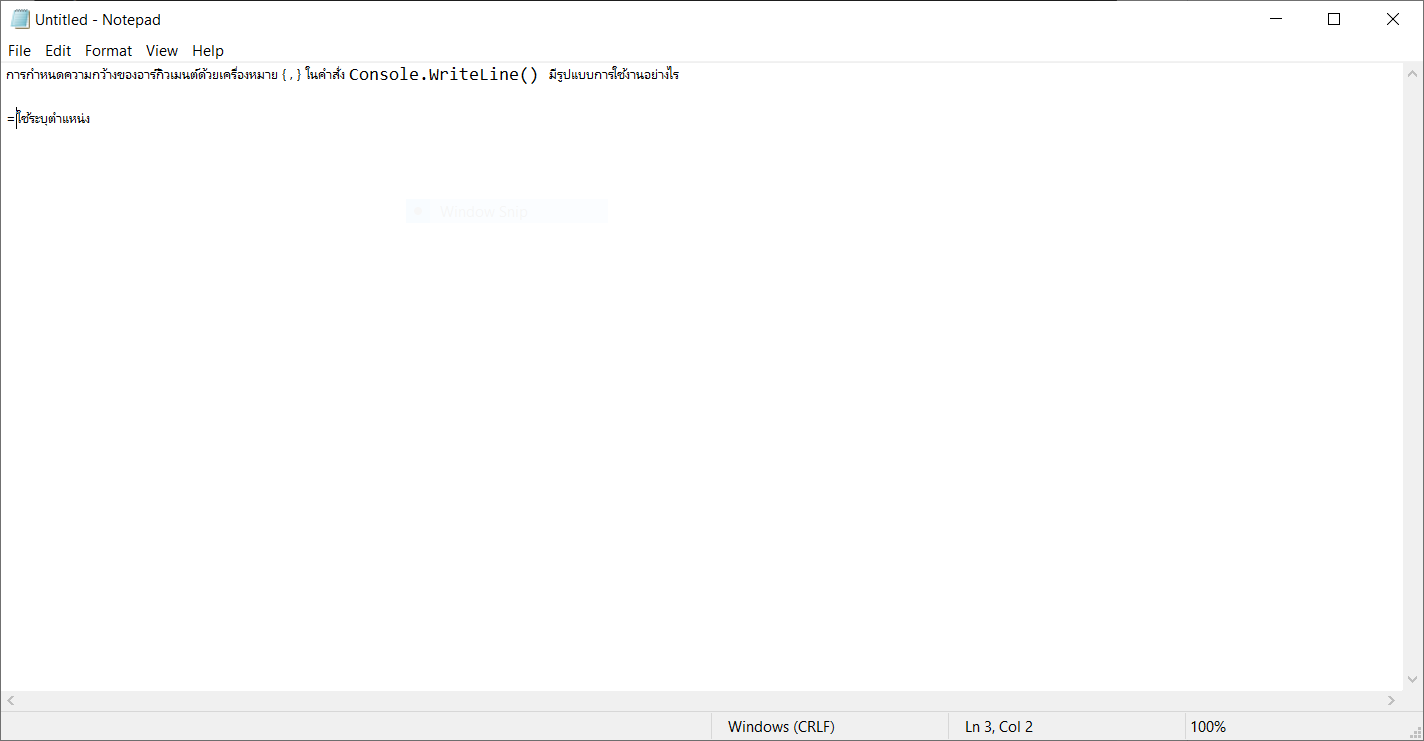 Untitled - Notepad
File Edit Format View Help
การกำหนดความกว้างของอาร์กิวเมนต์ด้วยเครื่องหมาย { , } ในคำสั่ง Console.WriteLine() มีรูปแบบการใช้งานอย่างไร
=ใช้ระบุตำแหน่ง
Window Snip
Windows (CRLF) Ln 3, Col 2 100%